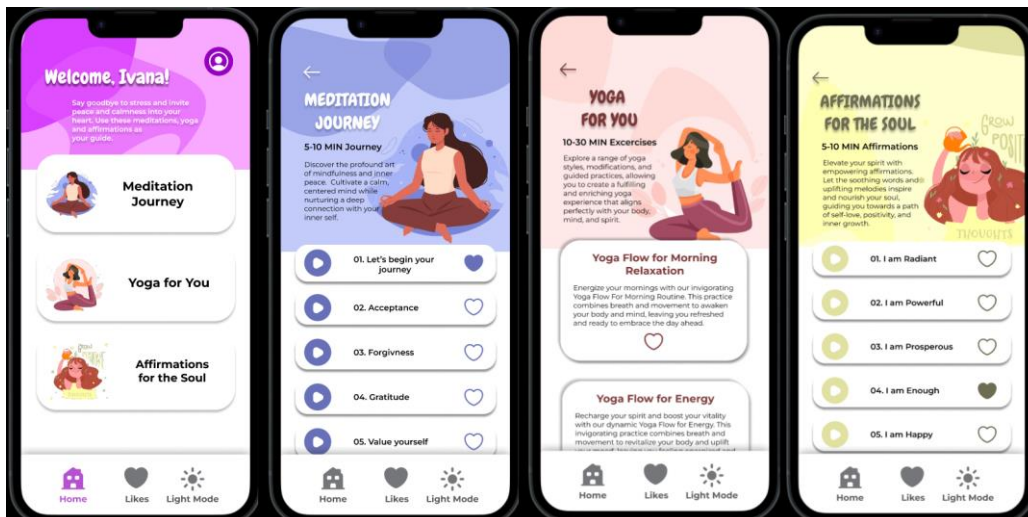 Welcome, Ivana!
Say goodbye to stress and invite
peace and calmness into your
heart. Use these meditations, yoga
and affirmations as
your guide.
Meditation
Journey
Yoga for You
Affirmations
for the Soul
Home
Likes
Light Mode
MEDITATION
JOURNEY
5-10 MIN Journey
Discover the profound art
of mindfulness and inner
peace. Cultivate a calm,
centered mind while
nurturing a deep
connection with your
inner self.
01. Let's begin your
journey
02. Acceptance
03. Forgivness
04. Gratitude
05. Value yourself
Home
Likes
Light Mode
YOGA
FOR YOU
10-30 MIN Excercises
Explore a range of yoga
styles, modifications, and
guided practices, allowing
you to create a fulfilling
and enriching yoga
experience that aligns
perfectly with your body,
mind, and spirit.
Yoga Flow for Morning
Relaxation
Energize your mornings with our invigorating
Yoga Flow For Morning Routine. This practice
combines breath and movement to awaken
your body and mind, leaving you refreshed
and ready to embrace the day ahead.
Yoga Flow for Energy
Recharge your spirit and boost your vitality
with our dynamic Yoga Flow for Energy. This
invigorating practice combines breath and
movement to revitalize your body and uplift
Home
Likes
Light Mode
AFFIRMATIONS
FOR THE SOUL
5-10 MIN Affirmations
Elevate your spirit with
empowering affirmations.
Let the soothing words and
uplifting melodies inspire
and nourish your soul,
guiding you towards a path
of self-love, positivity, and
inner growth.
GROW
POSIT
THOUGHTS
01. I am Radiant
02. I am Powerful
03. I am Prosperous
04. I am Enough
05. I am Happy
Home
Likes
Light Mode